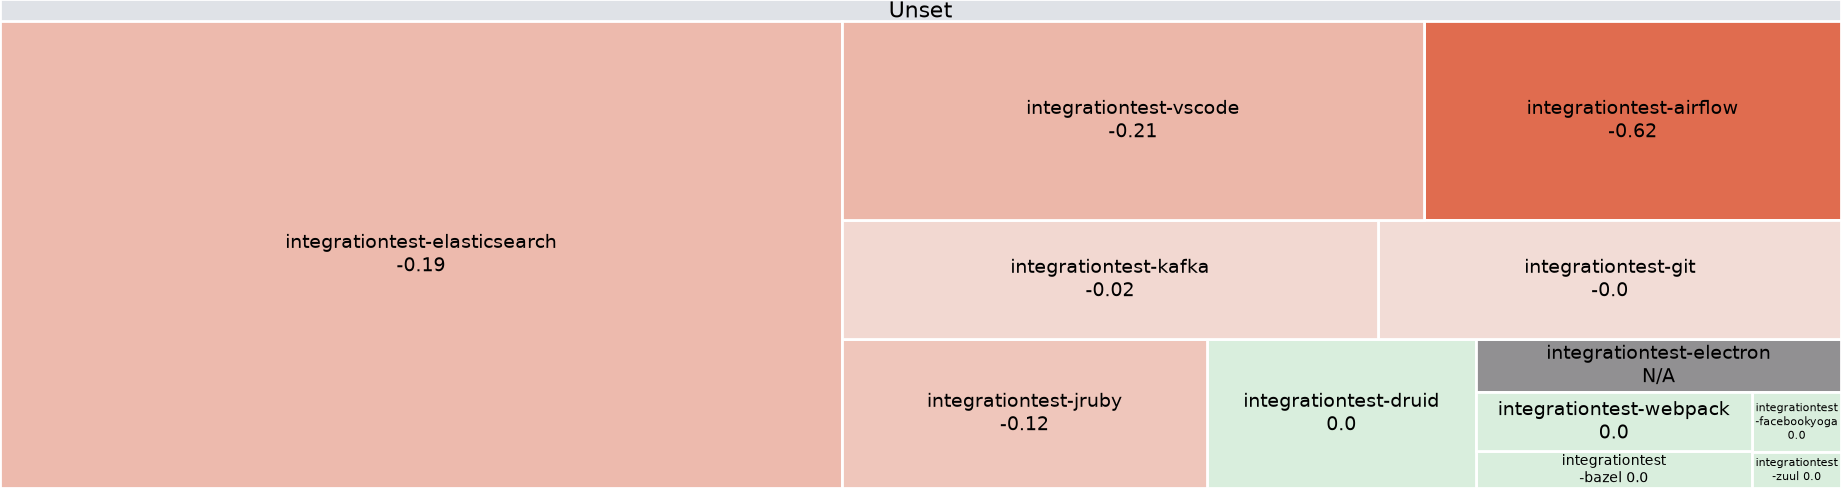 Unset
integrationtest-elasticsearch
-0.19
integrationtest-vscode
-0.21
integrationtest-airflow
-0.62
integrationtest-kafka
-0.02
integrationtest-git
-0.0
integrationtest-jruby
-0.12
integrationtest-druid
0.0
integrationtest-electron
N/A
integrationtest-webpack
0.0
integrationtest
-facebookyoga
0.0
integrationtest
-bazel 0.0
integrationtest
-zuul 0.0